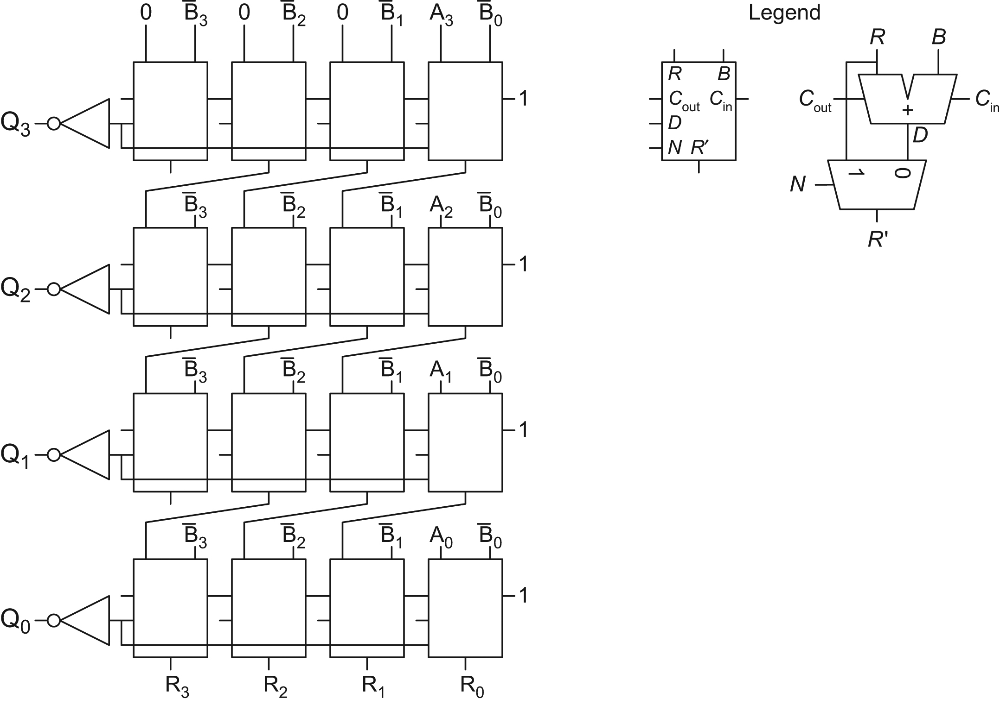 0 B̅₃ 0 B̅₂ 0 B̅₁ A₃ B̅₀
1
Q₃
B̅₃ B̅₂ B̅₁ A₂ B̅₀
1
Q₂
B̅₃ B̅₂ B̅₁ A₁ B̅₀
1
Q₁
B̅₃ B̅₂ B̅₁ A₀ B̅₀
1
Q₀
R₃ R₂ R₁ R₀
Legend
R B
Cout Cin
D
N R′
R B
Cout + Cin
D
1 0
N
R'